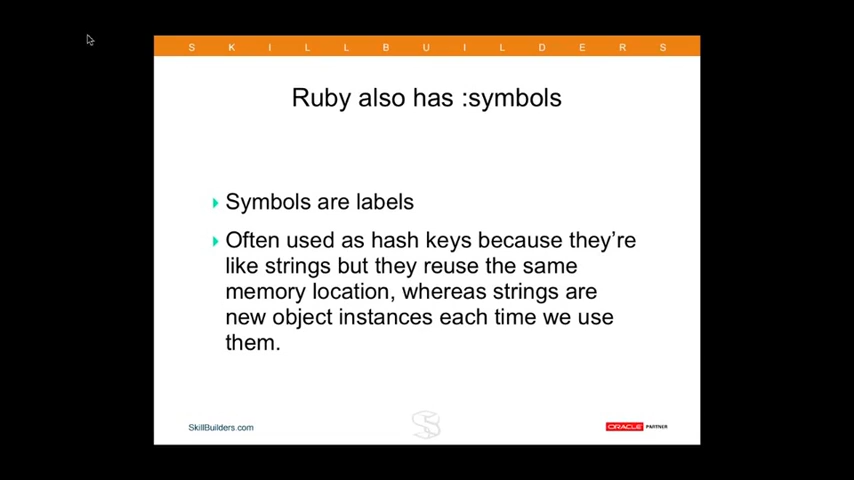 S K I L L B U I L D E R S
Ruby also has :symbols
Symbols are labels
Often used as hash keys because they’re
like strings but they reuse the same
memory location, whereas strings are
new object instances each time we use
them.
SkillBuilders.com
ORACLE PARTNER